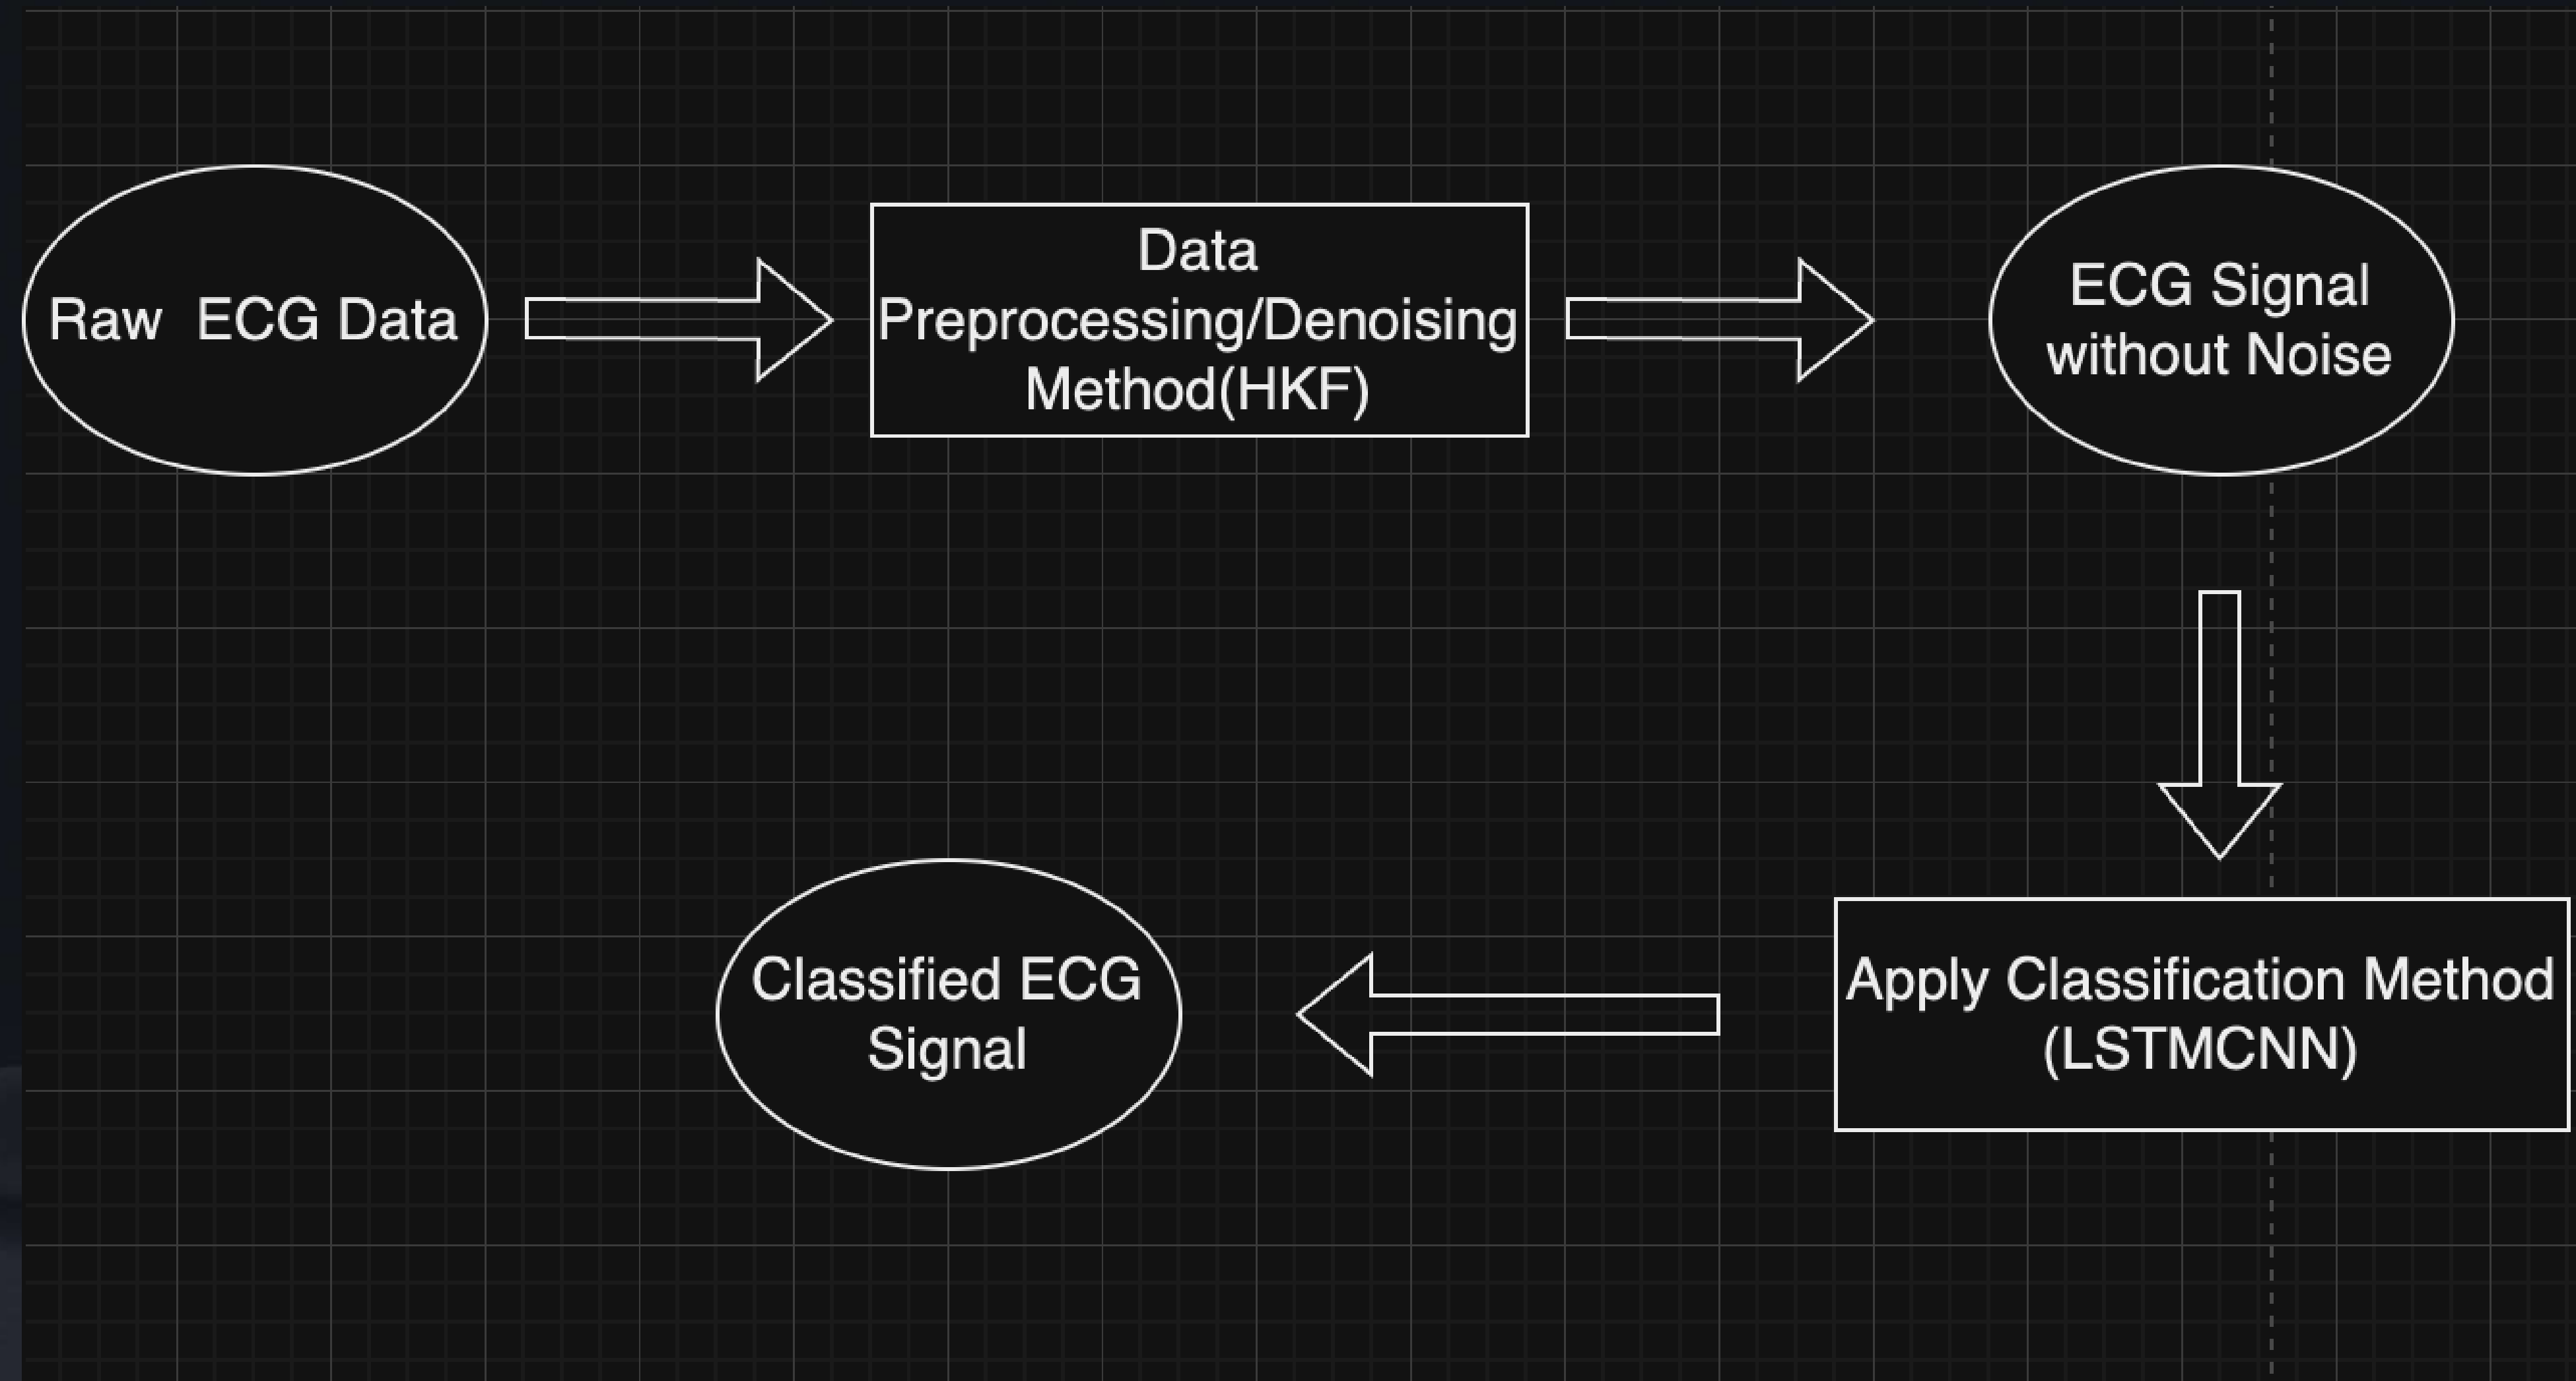 Raw  ECG Data
Data
Preprocessing/Denoising
Method(HKF)
ECG Signal
without Noise
Apply Classification Method
(LSTMCNN)
Classified ECG
Signal